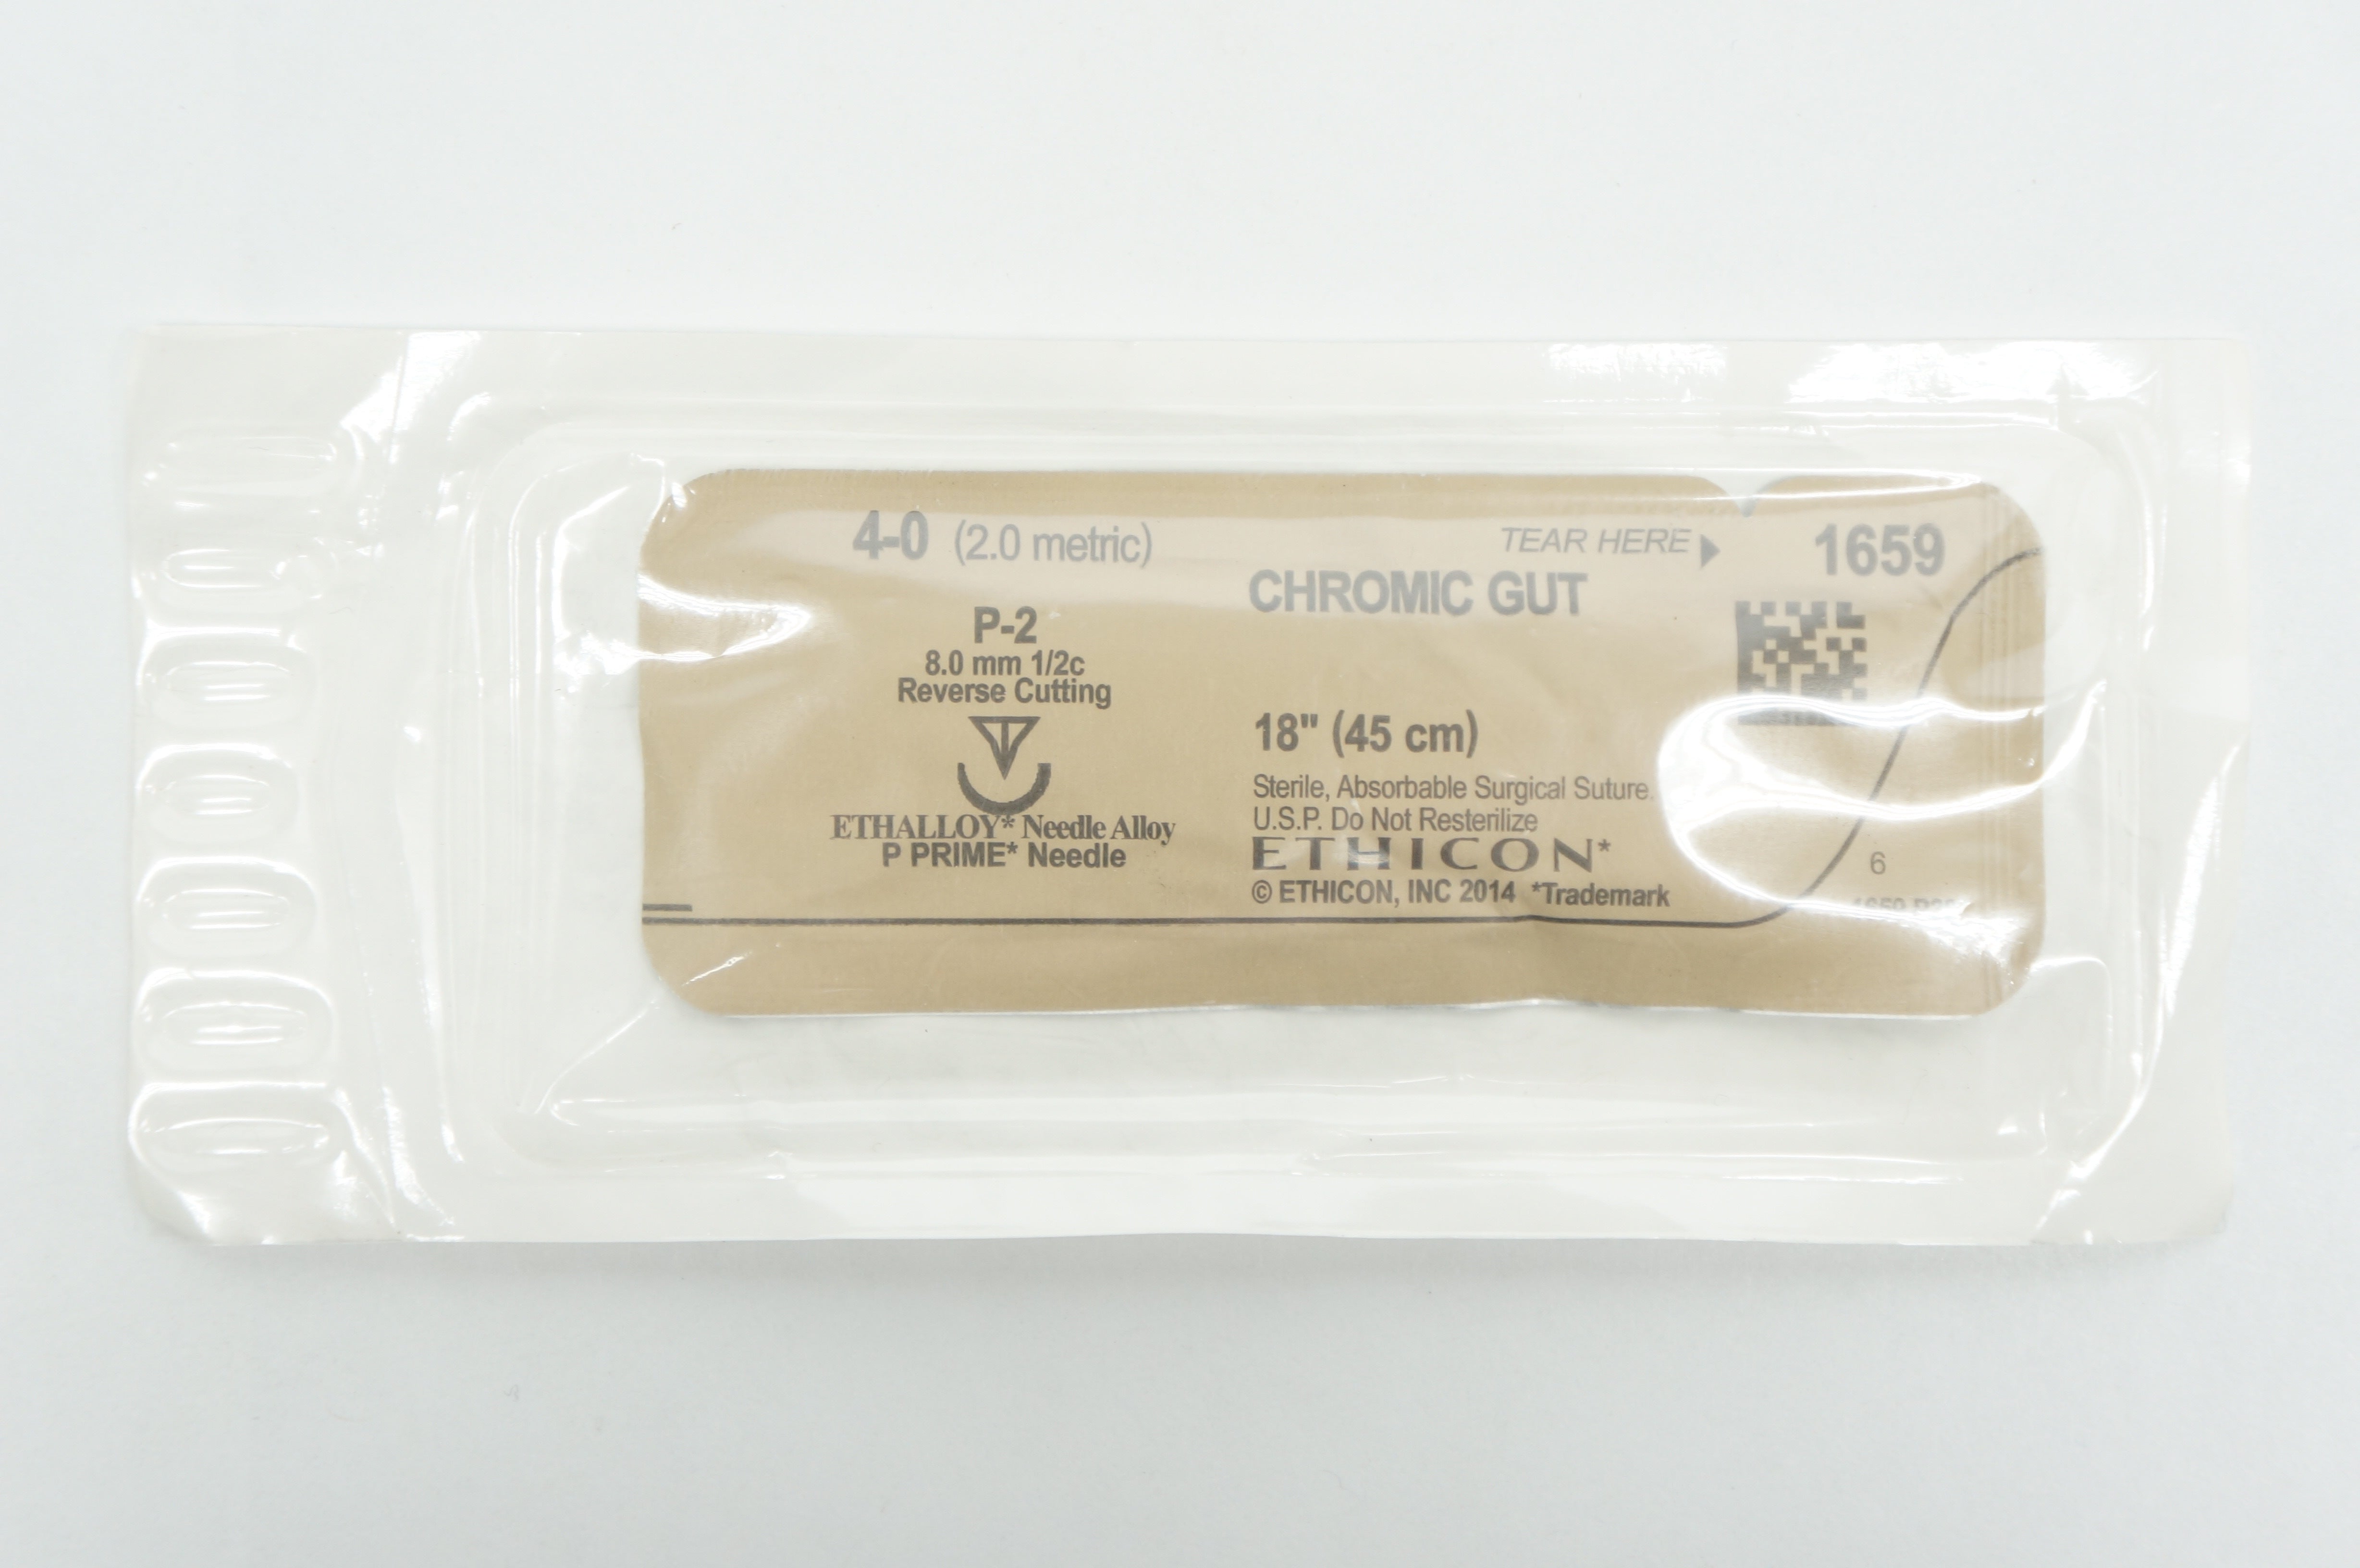 4-0 (2.0 metric)
TEAR HERE
1659
CHROMIC GUT
P-2
8.0 mm 1/2c
Reverse Cutting
ETHALLOY* Needle Alloy
P PRIME* Needle
18" (45 cm)
Sterile, Absorbable Surgical Suture.
U.S.P. Do Not Resterilize
ETHICON*
© ETHICON, INC 2014 *Trademark
6
1659